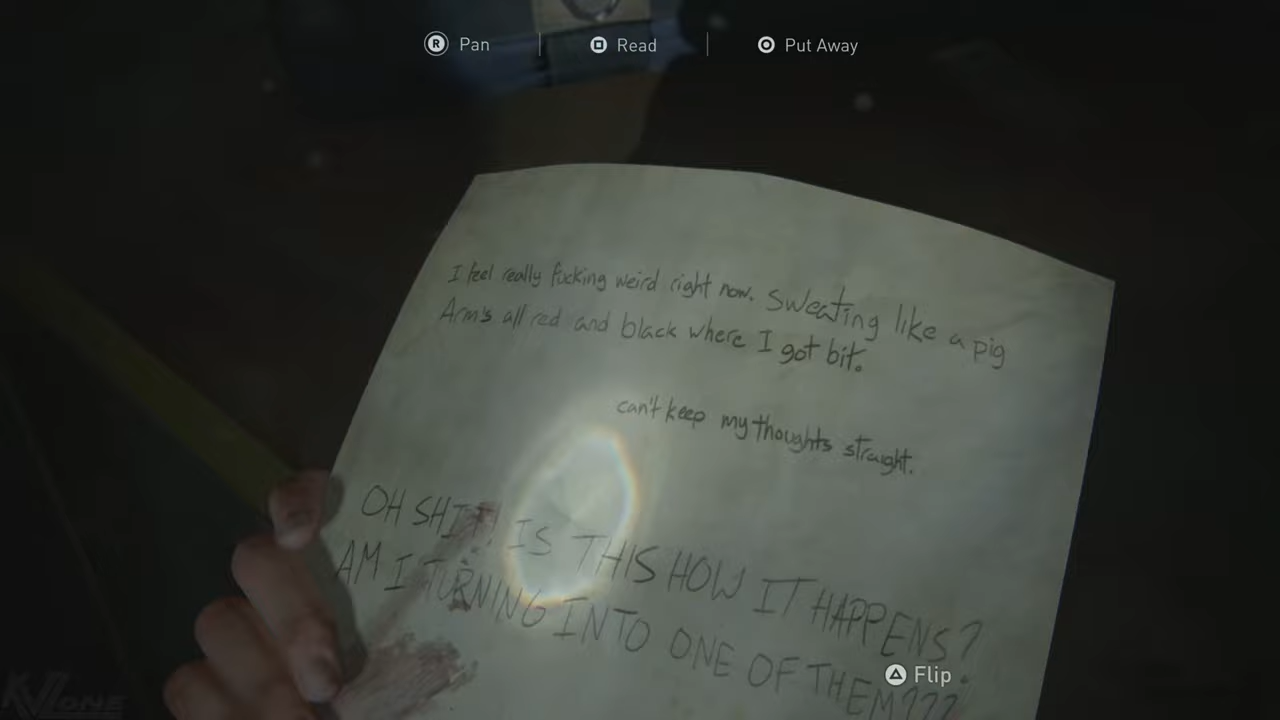 R Pan Read Put Away
I feel really fucking weird right now. Sweating like a pig
Arm's all red and black where I got bit.
can't keep my thoughts straight.
OH SHIT! IS THIS HOW IT HAPPENS?
AM I TURNING INTO ONE OF THEM???
Flip
KV ZONE